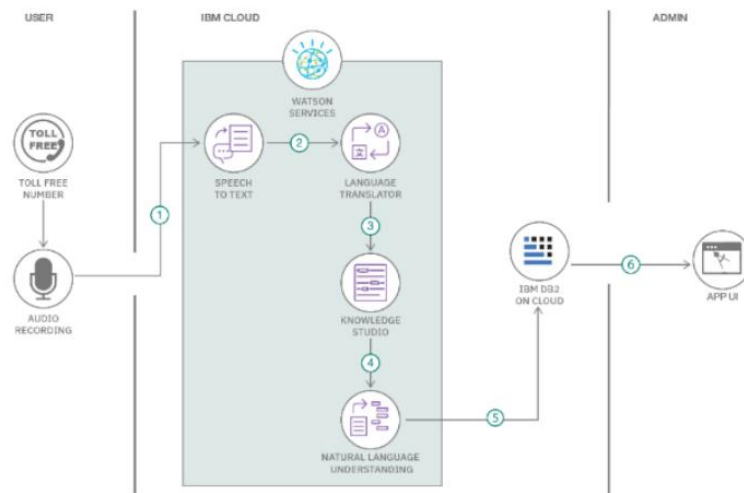 USER
IBM CLOUD
ADMIN
WATSON
SERVICES
TOLL
FREE
TOLL FREE
NUMBER
1
SPEECH
TO TEXT
2
A
文
LANGUAGE
TRANSLATOR
3
AUDIO
RECORDING
KNOWLEDGE
STUDIO
IBM DB2
ON CLOUD
6
APP UI
4
NATURAL LANGUAGE
UNDERSTANDING
5